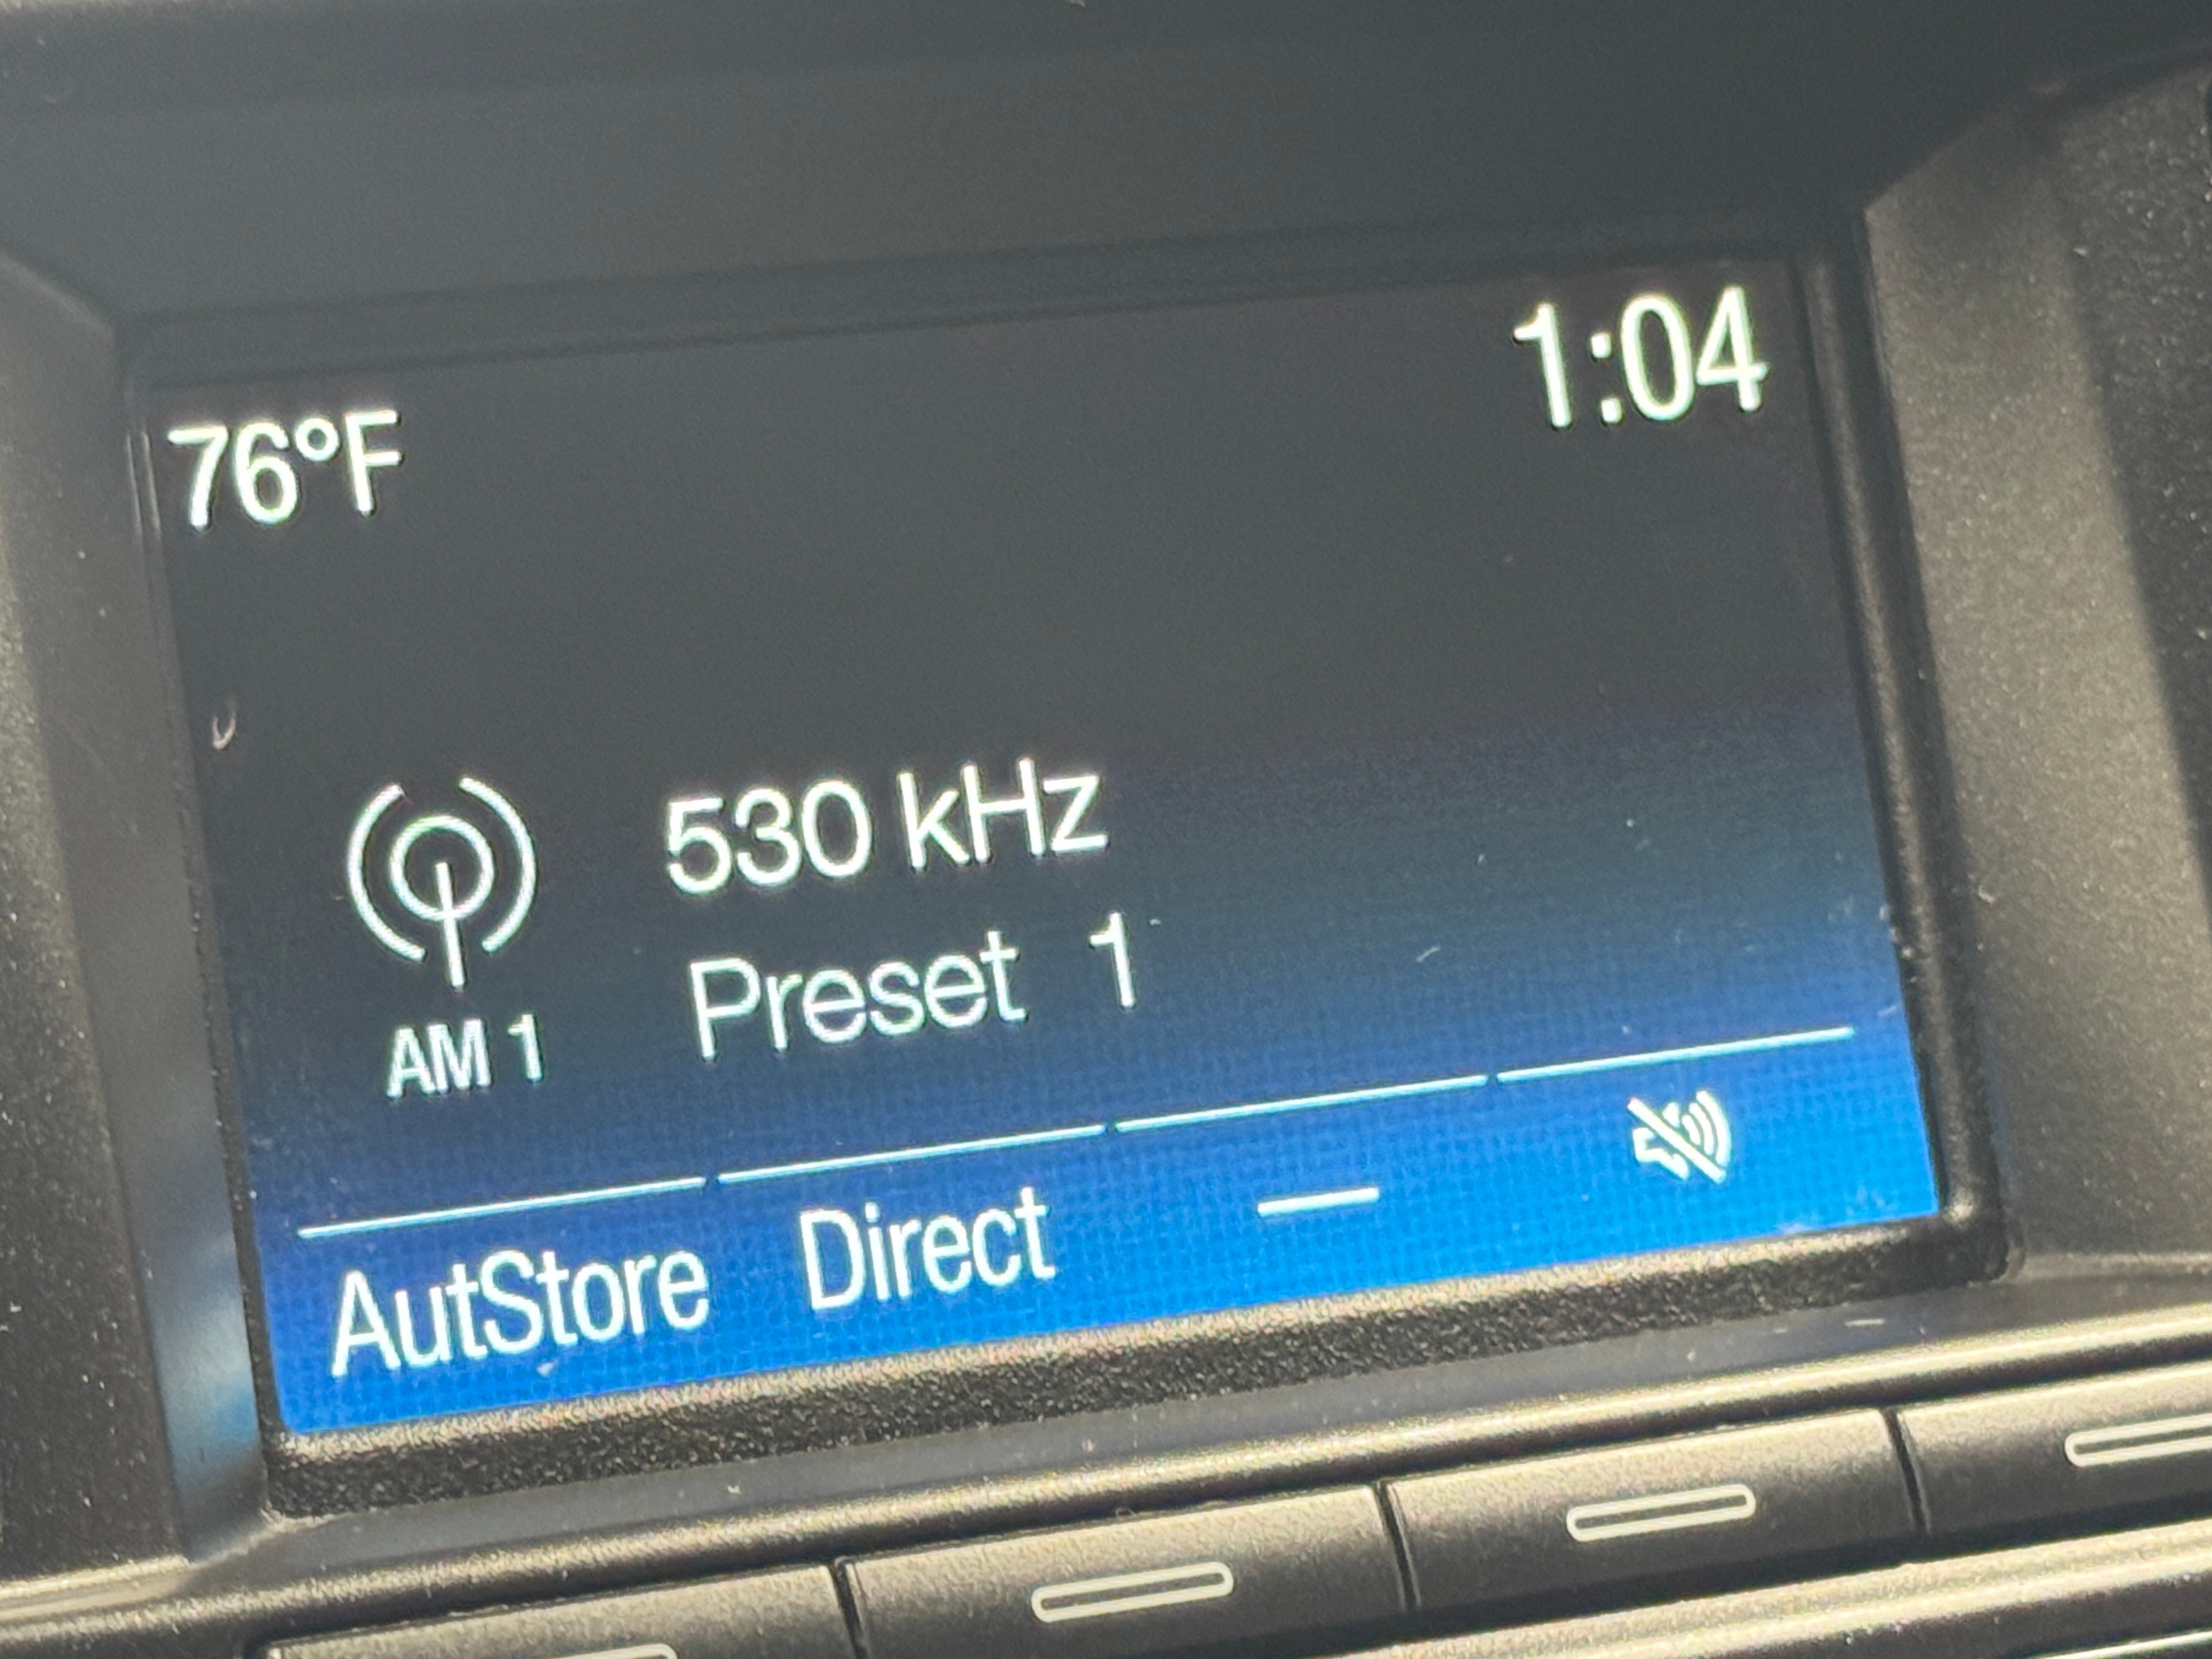 76°F
1:04
530 kHz
Preset 1
AM 1
AutStore Direct